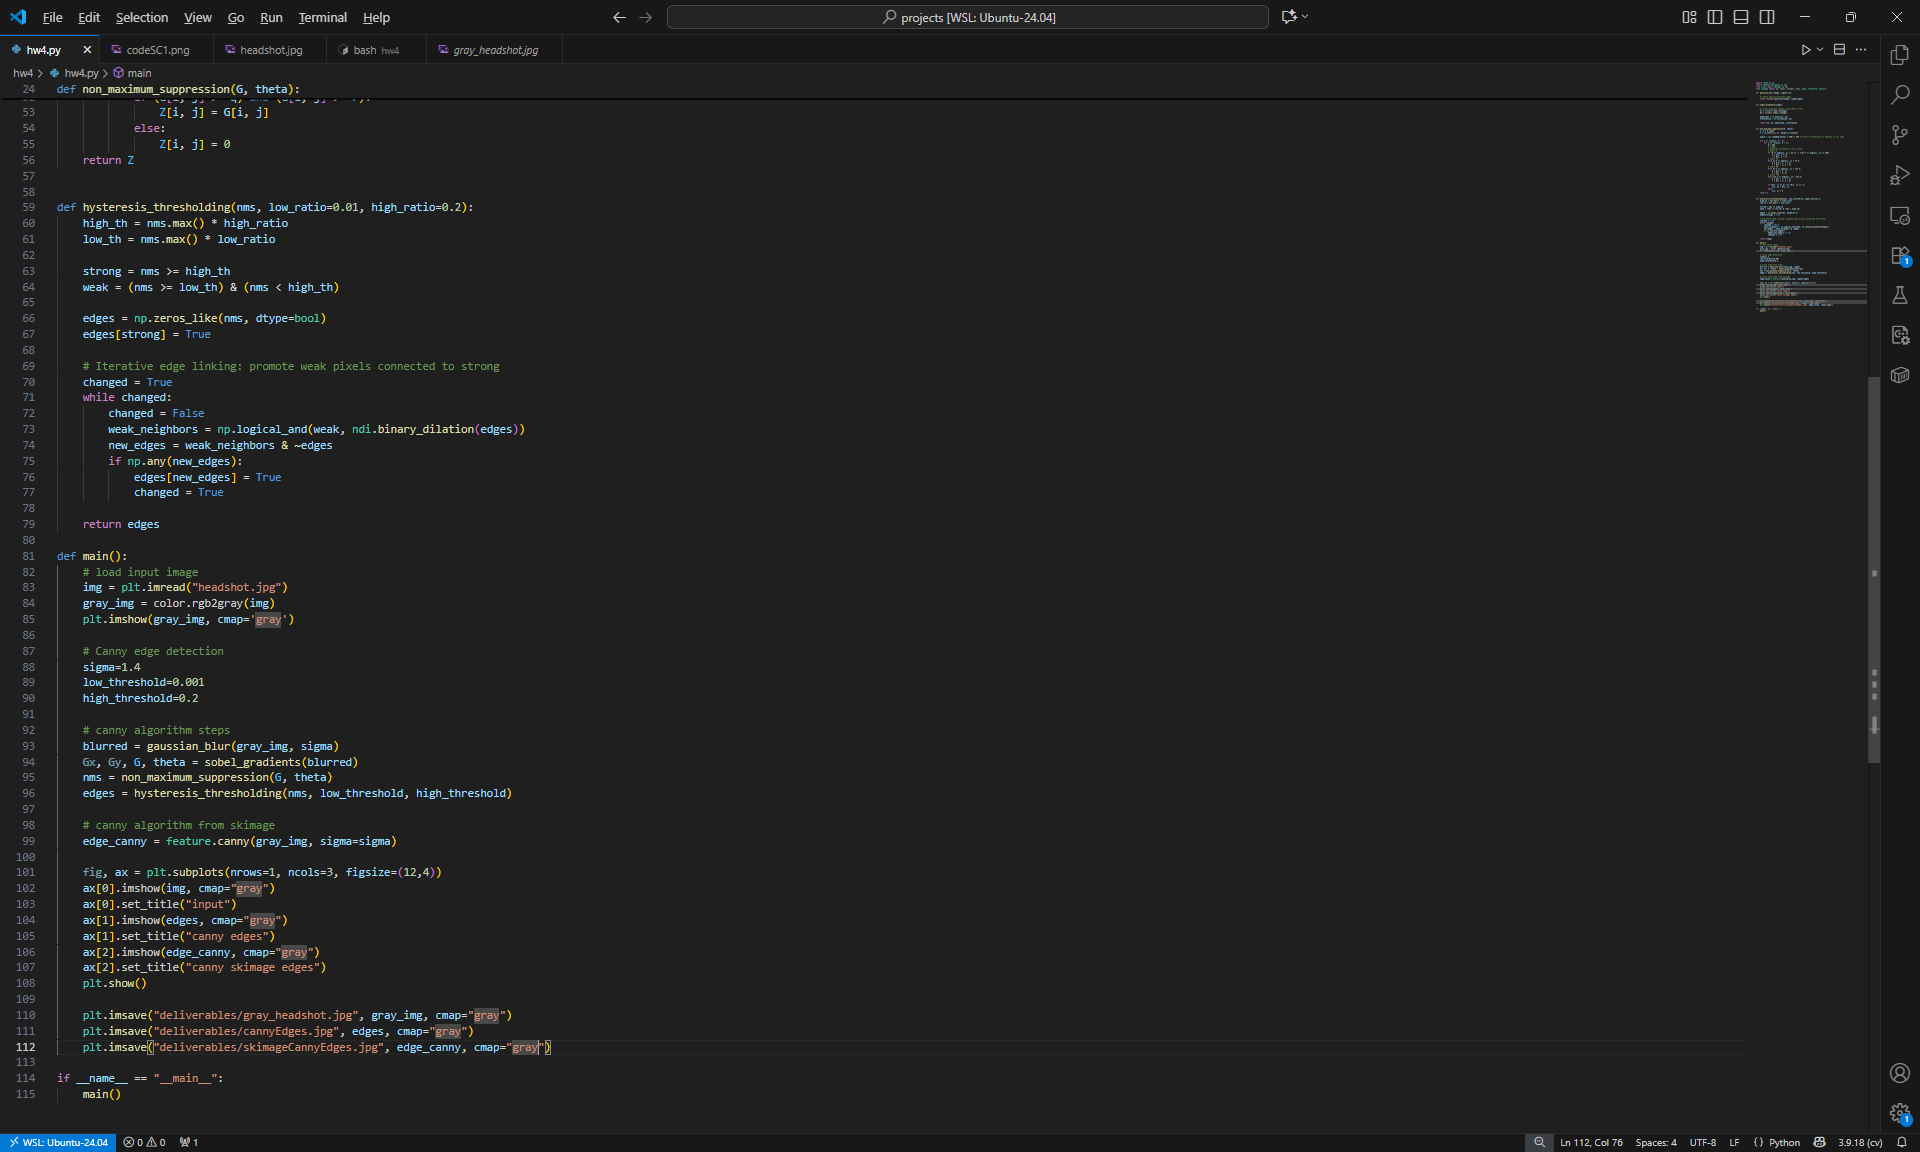 File Edit Selection View Go Run Terminal Help
projects [WSL: Ubuntu-24.04]
hw4.py codeSC1.png headshot.jpg bash hw4 gray_headshot.jpg
hw4 > hw4.py > main
24 def non_maximum_suppression(G, theta):
53 Z[i, j] = G[i, j]
54 else:
55 Z[i, j] = 0
56 return Z
57
58
59 def hysteresis_thresholding(nms, low_ratio=0.01, high_ratio=0.2):
60 high_th = nms.max() * high_ratio
61 low_th = nms.max() * low_ratio
62
63 strong = nms >= high_th
64 weak = (nms >= low_th) & (nms < high_th)
65
66 edges = np.zeros_like(nms, dtype=bool)
67 edges[strong] = True
68
69 # Iterative edge linking: promote weak pixels connected to strong
70 changed = True
71 while changed:
72 changed = False
73 weak_neighbors = np.logical_and(weak, ndi.binary_dilation(edges))
74 new_edges = weak_neighbors & ~edges
75 if np.any(new_edges):
76 edges[new_edges] = True
77 changed = True
78
79 return edges
80
81 def main():
82 # load input image
83 img = plt.imread("headshot.jpg")
84 gray_img = color.rgb2gray(img)
85 plt.imshow(gray_img, cmap='gray')
86
87 # Canny edge detection
88 sigma=1.4
89 low_threshold=0.001
90 high_threshold=0.2
91
92 # canny algorithm steps
93 blurred = gaussian_blur(gray_img, sigma)
94 Gx, Gy, G, theta = sobel_gradients(blurred)
95 nms = non_maximum_suppression(G, theta)
96 edges = hysteresis_thresholding(nms, low_threshold, high_threshold)
97
98 # canny algorithm from skimage
99 edge_canny = feature.canny(gray_img, sigma=sigma)
100
101 fig, ax = plt.subplots(nrows=1, ncols=3, figsize=(12,4))
102 ax[0].imshow(img, cmap="gray")
103 ax[0].set_title("input")
104 ax[1].imshow(edges, cmap="gray")
105 ax[1].set_title("canny edges")
106 ax[2].imshow(edge_canny, cmap="gray")
107 ax[2].set_title("canny skimage edges")
108 plt.show()
109
110 plt.imsave("deliverables/gray_headshot.jpg", gray_img, cmap="gray")
111 plt.imsave("deliverables/cannyEdges.jpg", edges, cmap="gray")
112 plt.imsave("deliverables/skimageCannyEdges.jpg", edge_canny, cmap="gray")
113
114 if __name__ == "__main__":
115 main()
1
1
WSL: Ubuntu-24.04 0 0 1 Ln 112, Col 76 Spaces: 4 UTF-8 LF {} Python 3.9.18 (cv)